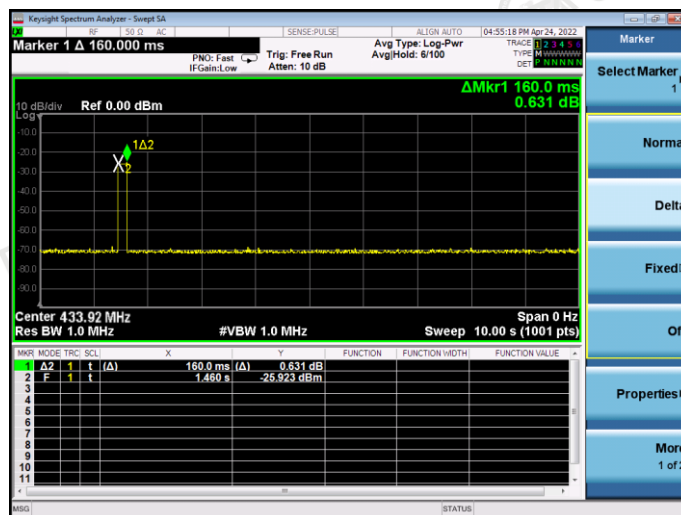 Keysight Spectrum Analyzer - Swept SA
RF 50 Ω AC SENSE:PULSE ALIGN AUTO 04:55:18 PM Apr 24, 2022
Marker 1 Δ 160.000 ms
PNO: Fast
IFGain:Low
Trig: Free Run
Atten: 10 dB
Avg Type: Log-Pwr
Avg|Hold: 6/100
TRACE 1 2 3 4 5 6
TYPE M WWWWW
DET P N N N N N
ΔMkr1 160.0 ms
0.631 dB
10 dB/div Ref 0.00 dBm
Log
-10.0
1Δ2
2
-30.0
-40.0
-50.0
-60.0
-70.0
-80.0
-90.0
Center 433.92 MHz Span 0 Hz
Res BW 1.0 MHz #VBW 1.0 MHz Sweep 10.00 s (1001 pts)
MKR MODE TRC SCL X Y FUNCTION FUNCTION WIDTH FUNCTION VALUE
1 Δ2 1 t (Δ) 160.0 ms (Δ) 0.631 dB
2 F 1 t 1.460 s -25.923 dBm
3
4
5
6
7
8
9
10
11
MSG STATUS
Marker
Select Marker
1
Norma
Delta
Fixed
Of
Properties
More
1 of 2